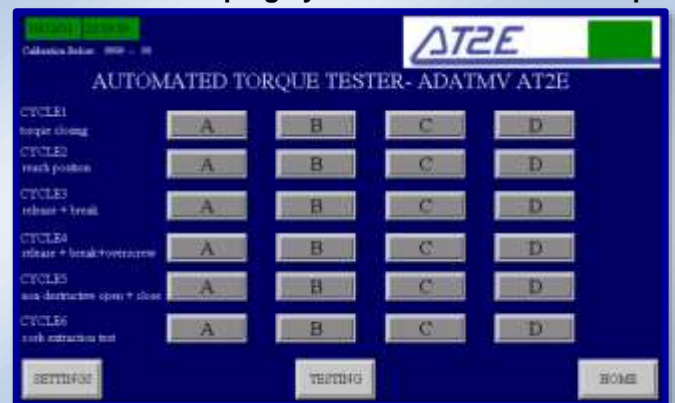 AT2E
AUTOMATED TORQUE TESTER- ADATMV AT2E
CYCLE1
torque closing
A B C D
CYCLE2
reach position
A B C D
CYCLE3
release + break
A B C D
CYCLE4
release + break+overscrew
A B C D
CYCLE5
non destructive open + close
A B C D
CYCLE6
cork extraction test
A B C D
SETTINGS TESTING HOME